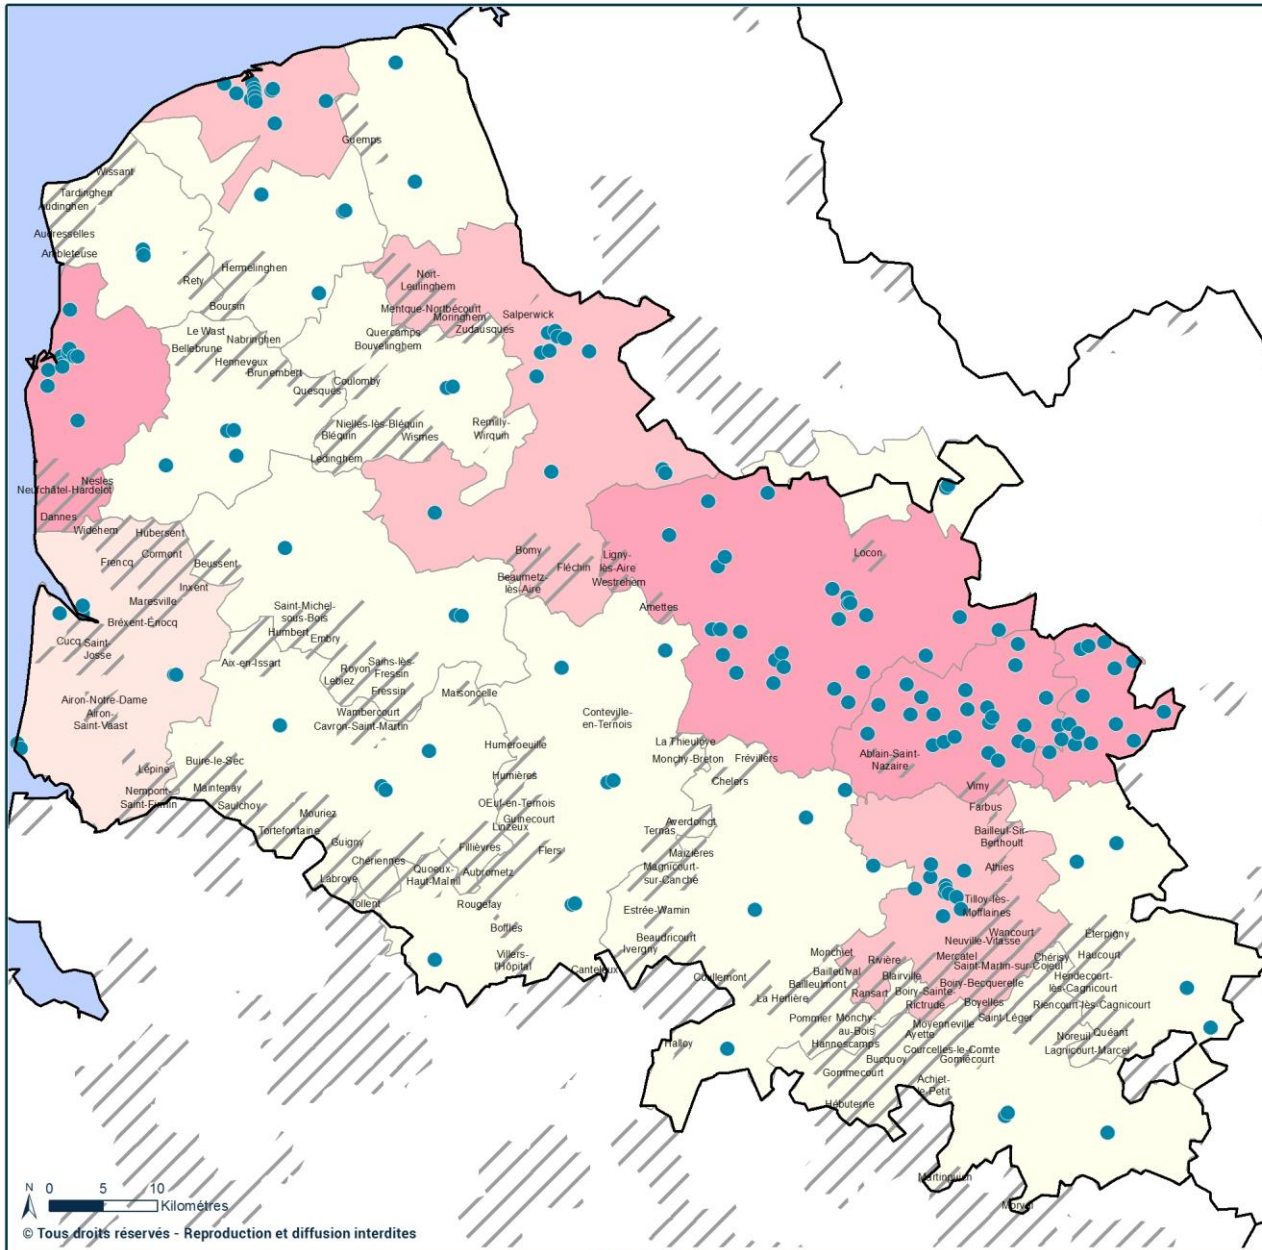 Guemps
Wissant
Tardinghen
Audinghen
Audresselles
Ambleteuse
Hermelinghen
Rety
Boursin
Nort-
Leulinghem
Mentque-Nortbécourt
Moringhem
Salperwick
Zudausques
Quercamps
Bouvelinghem
Le Wast
Nabringhen
Bellebrune
Henneveux
Brunembert
Coulomby
Quesques
Nielles-lès-Bléquin
Bléquin
Wismes
Remilly-
Wirquin
Ledinghem
Nesles
Neufchâtel-Hardelot
Dannes
Widehem
Hubersent
Cormont
Frencq
Beussent
Inxent
Maresville
Bréxent-Énocq
Cucq
Saint-
Josse
Locon
Bomy
Fléchin
Ligny-
lès-Aire
Westrehem
Beaumetz-
lès-Aire
Amettes
Saint-Michel-
sous-Bois
Humbert
Embry
Aix-en-Issart
Royon
Lebiez
Sains-lès-
Fressin
Fressin
Maisoncelle
Wambercourt
Cavron-Saint-Martin
Airon-Notre-Dame
Airon-
Saint-Vaast
Conteville-
en-Ternois
Humeroeuille
La Thieuloye
Monchy-Breton
Frévillers
Chelers
Ablain-Saint-
Nazaire
Vimy
Farbus
Bailleul-Sir-
Berthoult
Athies
Lépine
Buire-le-Sec
Maintenay
Nempont-
Saint-Firmin
Saulchoy
Mouriez
Tortefontaine
Guigny
Humières
OEuf-en-Ternois
Guinecourt
Linzeux
Fillièvres
Flers
Averdoingt
Ternas
Maizières
Magnicourt-
sur-Canche
Chériennes
Labroye
Quoeux-
Haut-Maînil
Aubrometz
Tollent
Rougefay
Boffles
Villers-
l'Hôpital
Estrée-Wamin
Beaudricourt
Ivergny
Canteleux
Coullemont
Tilloy-lès-
Mofflaines
Wancourt
Neuville-Vitasse
Mercatel
Saint-Martin-sur-Cojeul
Chérisy
Éterpigny
Haucourt
Hendecourt-
lès-Cagnicourt
Riencourt-lès-Cagnicourt
Monchiet
Rivière
Bailleulval
Bailleulmont
Blairville
Ransart
Boiry-Sainte-
Rictrude
Boiry-Becquerelle
Boyelles
Saint-Léger
La Herlière
Pommier
Monchy-
au-Bois
Hannescamps
Moyenneville
Ayette
Courcelles-le-Comte
Gomiécourt
Bucquoy
Gommecourt
Achiet-
le-Petit
Hébuterne
Noreuil
Quéant
Lagnicourt-Marcel
Halloy
Martinpuich
Morval
N
0 5 10
Kilométres
© Tous droits réservés - Reproduction et diffusion interdites